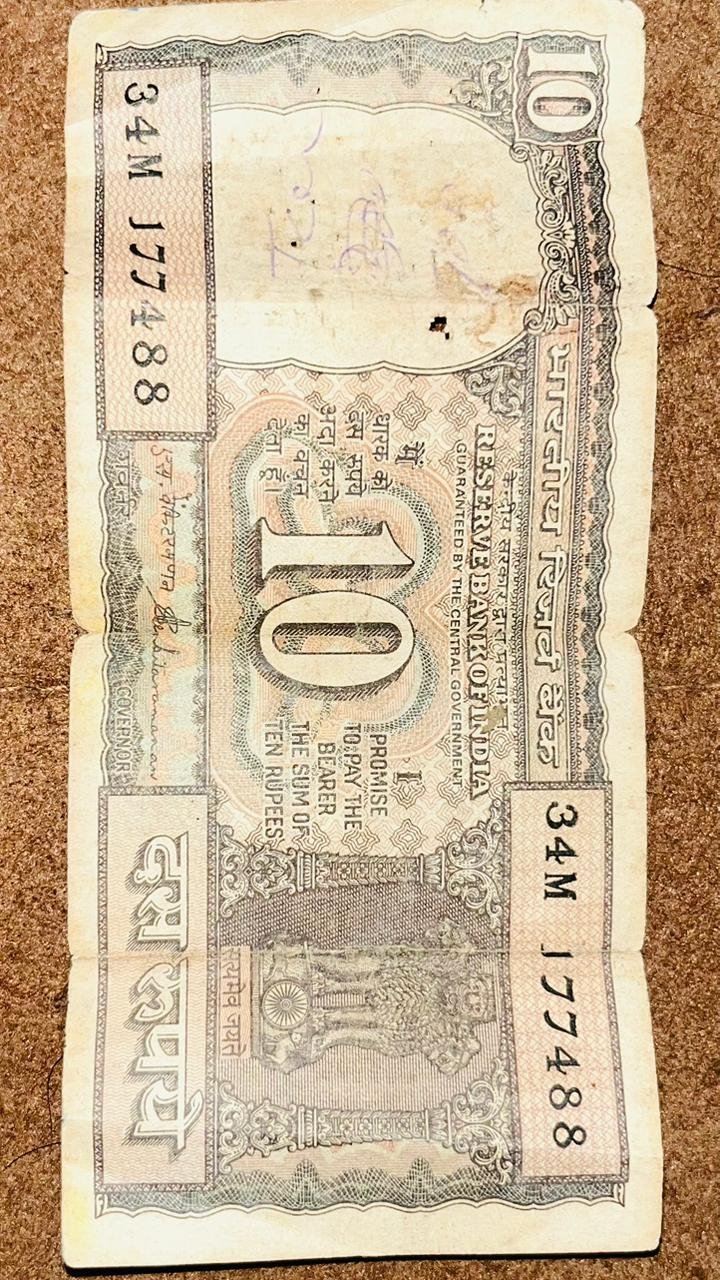 10
भारतीय रिज़र्व बैंक
34M 177488
केन्द्रीय सरकार द्वारा प्रत्याभूत
RESERVE BANK OF INDIA
GUARANTEED BY THE CENTRAL GOVERNMENT
मैं
धारक को
दस रुपये
अदा करने
का वचन
देता हूँ।
10
I
PROMISE
TO PAY THE
BEARER
THE SUM OF
TEN RUPEES
सत्यमेव जयते
34M 177488
गवर्नर
GOVERNOR
दस रुपये